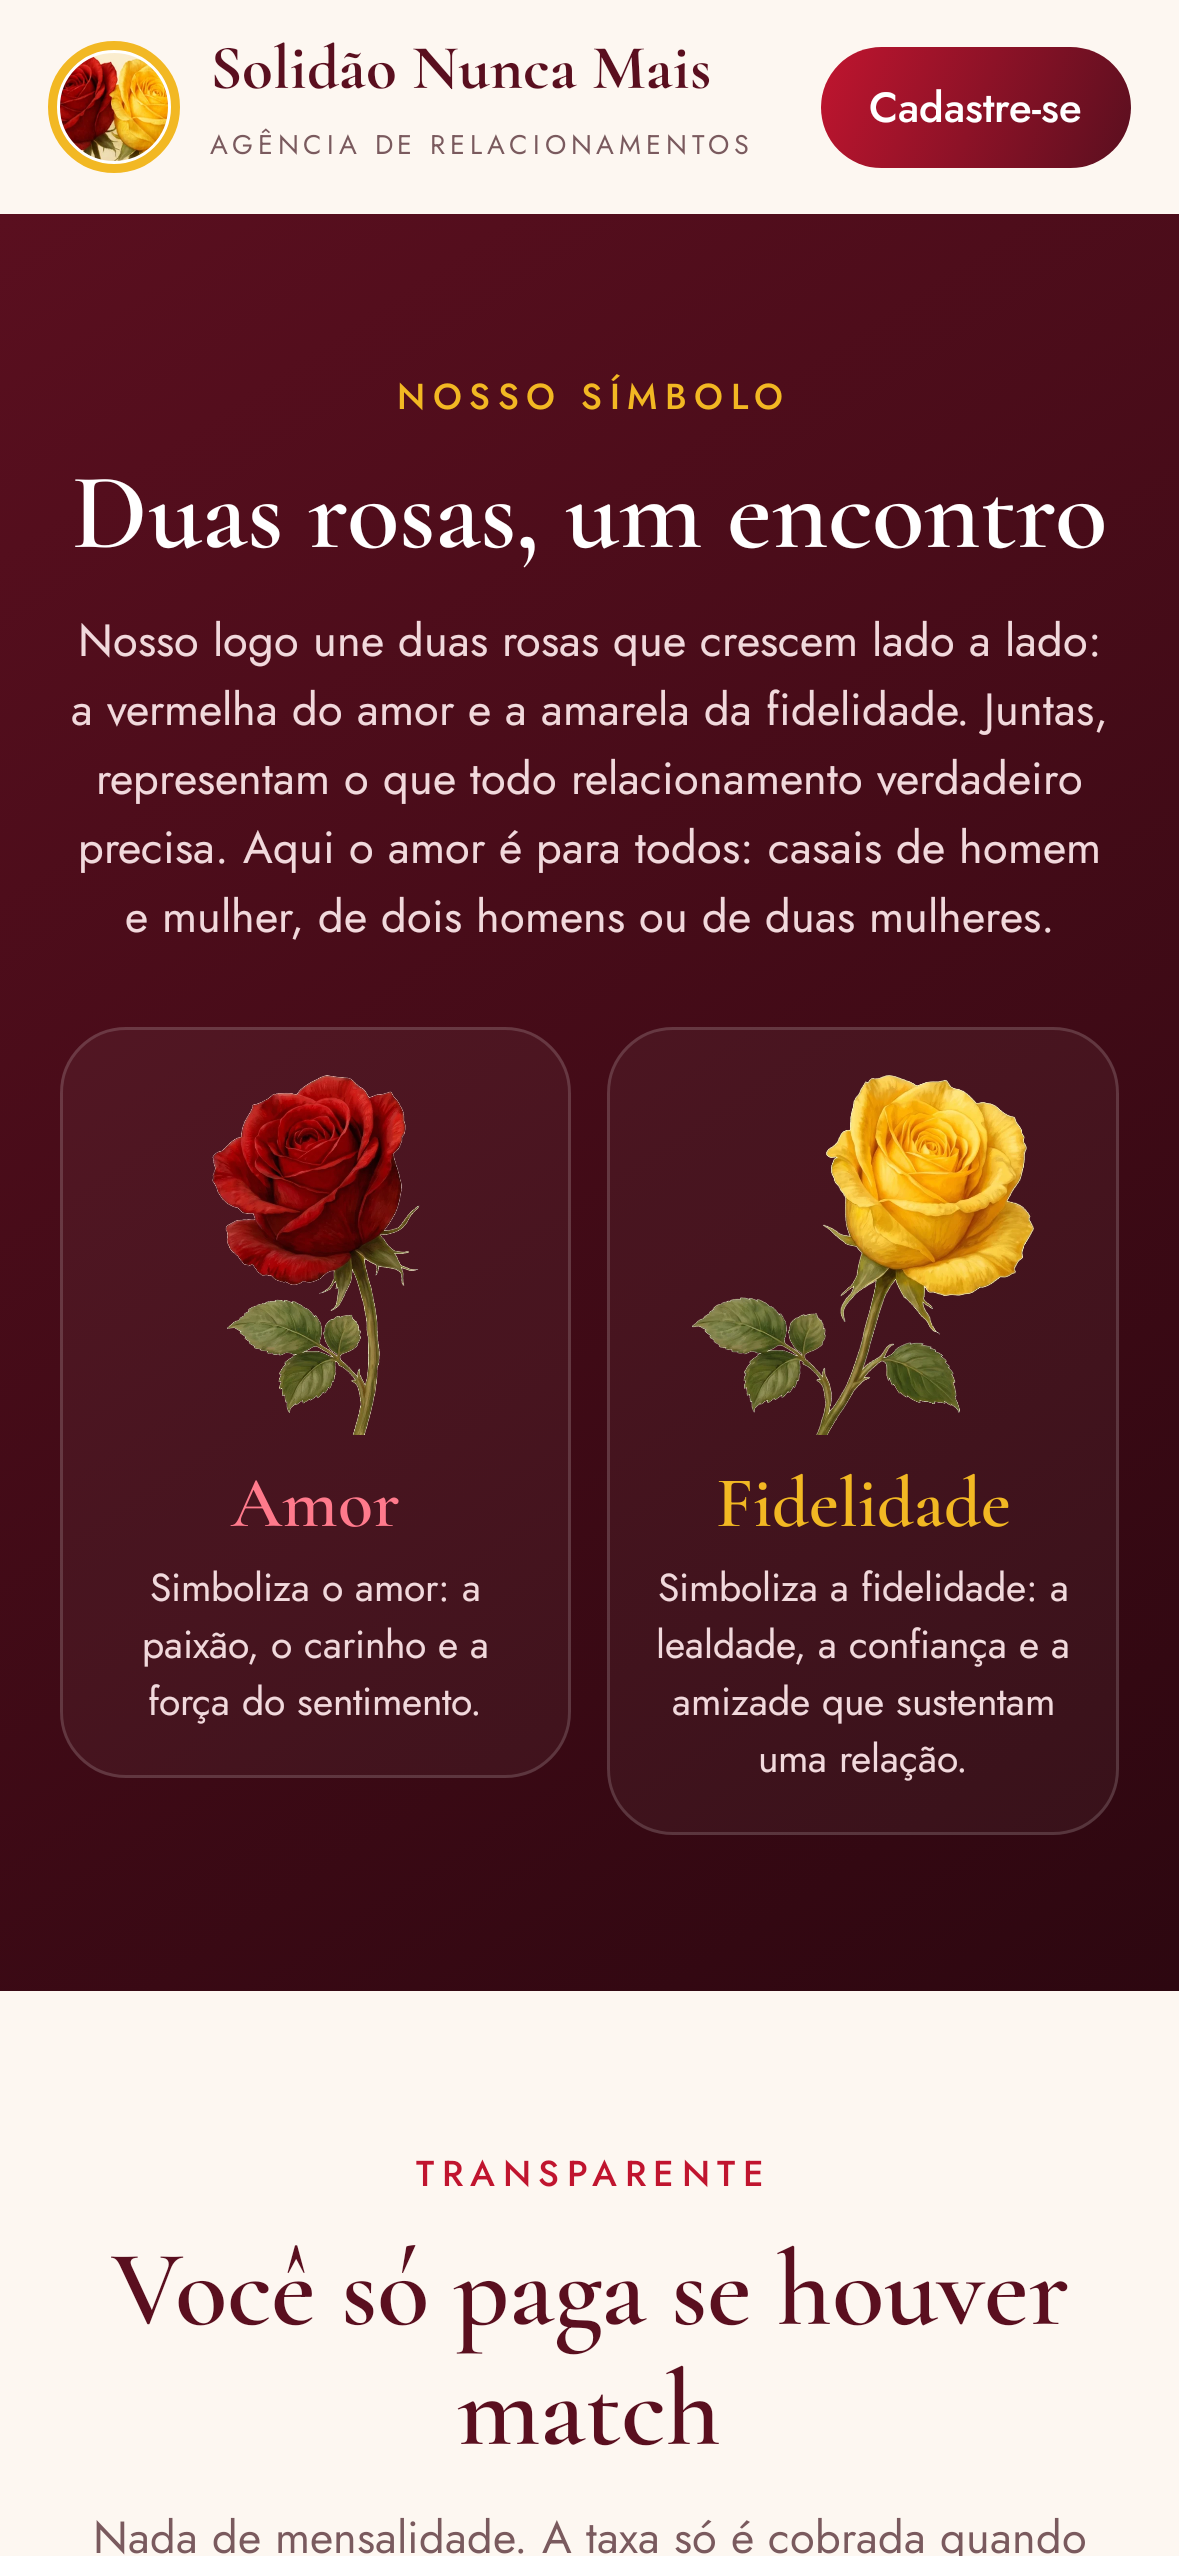 Solidão Nunca Mais
AGÊNCIA DE RELACIONAMENTOS
Cadastre-se
NOSSO SÍMBOLO
Duas rosas, um encontro
Nosso logo une duas rosas que crescem lado a lado:
a vermelha do amor e a amarela da fidelidade. Juntas,
representam o que todo relacionamento verdadeiro
precisa. Aqui o amor é para todos: casais de homem
e mulher, de dois homens ou de duas mulheres.
Amor
Simboliza o amor: a
paixão, o carinho e a
força do sentimento.
Fidelidade
Simboliza a fidelidade: a
lealdade, a confiança e a
amizade que sustentam
uma relação.
TRANSPARENTE
Você só paga se houver
match
Nada de mensalidade. A taxa só é cobrada quando